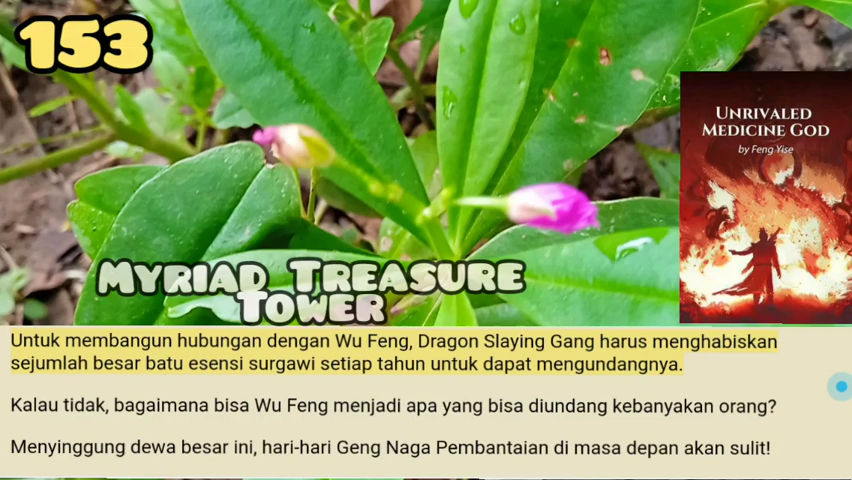 153
UNRIVALED
MEDICINE GOD
by Feng Yise
MYRIAD TREASURE
TOWER
Untuk membangun hubungan dengan Wu Feng, Dragon Slaying Gang harus menghabiskan
sejumlah besar batu esensi surgawi setiap tahun untuk dapat mengundangnya.
Kalau tidak, bagaimana bisa Wu Feng menjadi apa yang bisa diundang kebanyakan orang?
Menyinggung dewa besar ini, hari-hari Geng Naga Pembantaian di masa depan akan sulit!